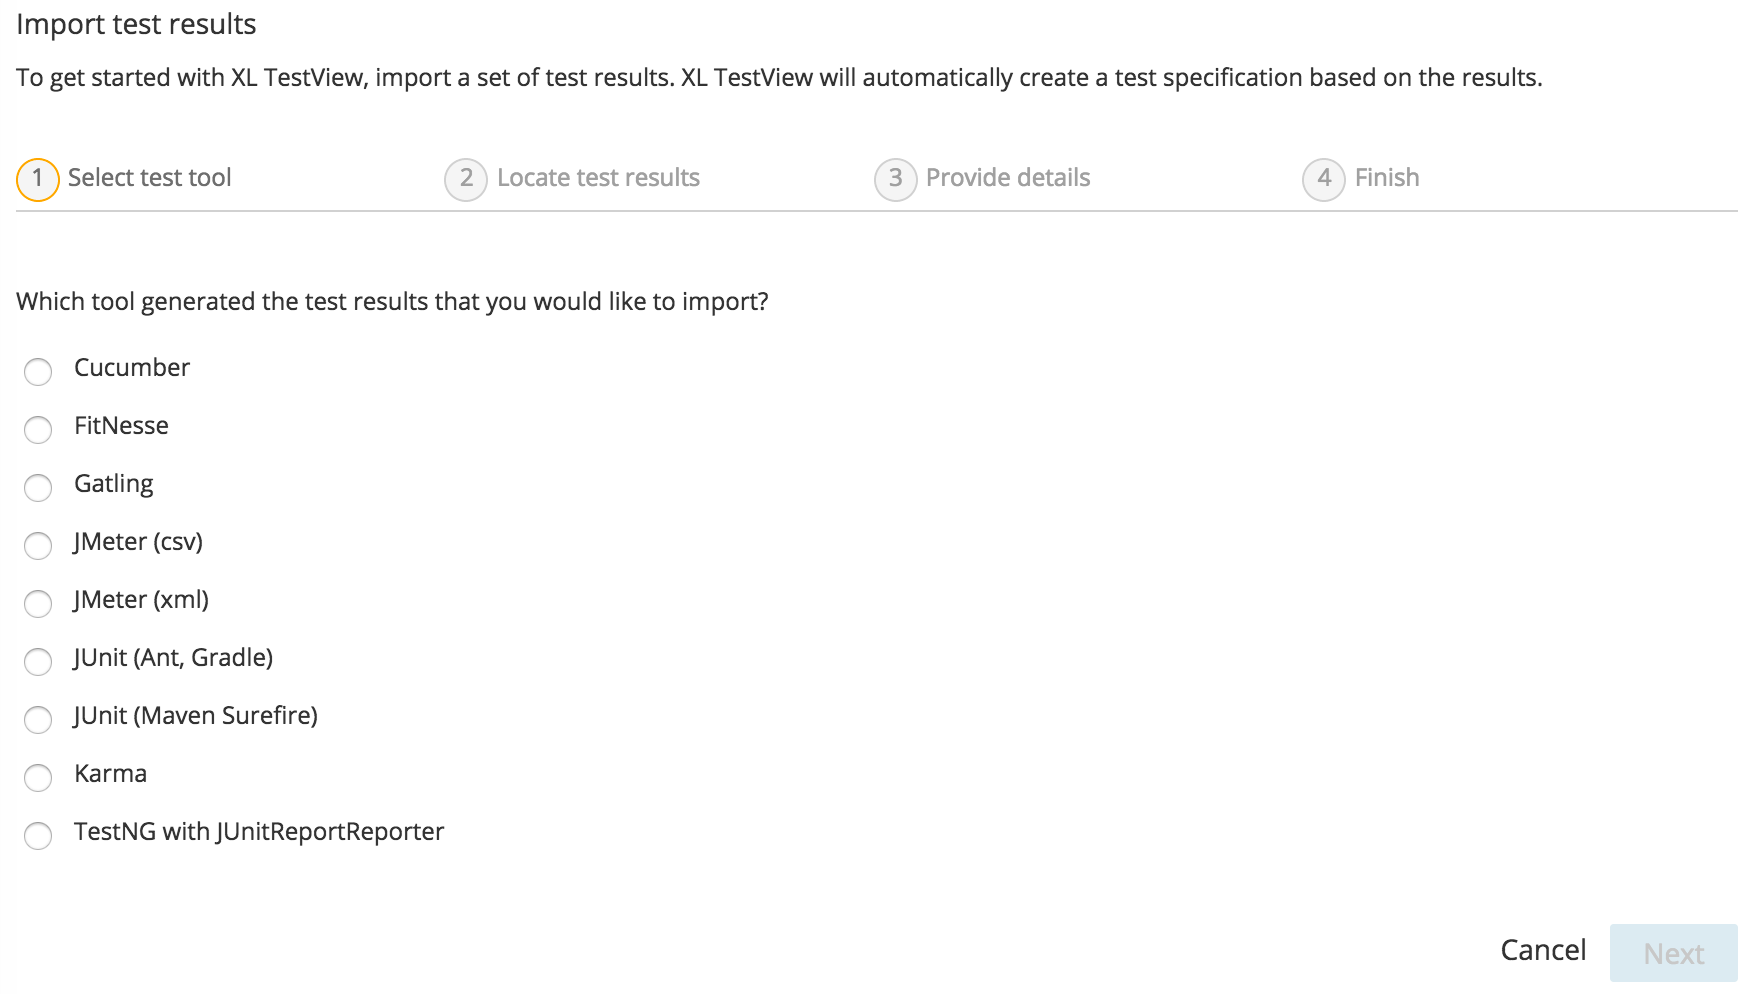 Import test results
To get started with XL TestView, import a set of test results. XL TestView will automatically create a test specification based on the results.
1 Select test tool 2 Locate test results 3 Provide details 4 Finish
Which tool generated the test results that you would like to import?
Cucumber
FitNesse
Gatling
JMeter (csv)
JMeter (xml)
JUnit (Ant, Gradle)
JUnit (Maven Surefire)
Karma
TestNG with JUnitReportReporter
Cancel Next